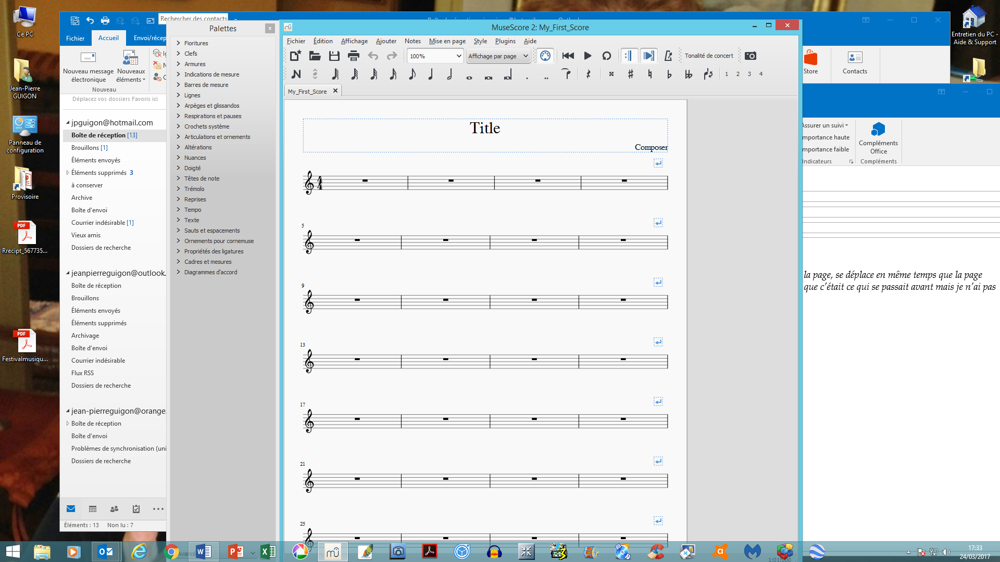 Ce PC
Jean-Pierre
GUIGON
Panneau de
configuration
Provisoire
PDF
Rrecipt_567735...
PDF
Festivalmusiqu...
Entretien du PC -
Aide & Support
Rechercher des contacts
Fichier
Accueil
Envoi/récep
Nouveau message
électronique
Nouveaux
éléments
Nouveau
Déplacez vos dossiers Favoris ici
jpguigon@hotmail.com
Boîte de réception [13]
Brouillons [1]
Éléments envoyés
Éléments supprimés 3
à conserver
Archive
Boîte d'envoi
Courrier indésirable [1]
Vieux amis
Dossiers de recherche
jeanpierreguigon@outlook.
Boîte de réception
Brouillons
Éléments envoyés
Éléments supprimés
Archivage
Boîte d'envoi
Courrier indésirable
Flux RSS
Dossiers de recherche
jean-pierreguigon@orange.
Boîte de réception
Boîte d'envoi
Problèmes de synchronisation (uni
Dossiers de recherche
Éléments : 13 Non lu : 7
Palettes
Fioritures
Clefs
Armures
Indications de mesure
Barres de mesure
Lignes
Arpèges et glissandos
Respirations et pauses
Crochets système
Articulations et ornements
Altérations
Nuances
Doigté
Têtes de note
Trémolo
Reprises
Tempo
Texte
Sauts et espacements
Ornements pour cornemuse
Propriétés des ligatures
Cadres et mesures
Diagrammes d'accord
Avancé
MuseScore 2: My_First_Score
Fichier Édition Affichage Ajouter Notes Mise en page Style Plugins Aide
100% Affichage par page Tonalité de concert
1 2 3 4
My_First_Score
Title
Composer
5
9
13
17
21
25
1:01:000
Store
Contacts
Assurer un suivi
mportance haute
mportance faible
ndicateurs
Compléments
Office
Compléments
la page, se déplace en même temps que la page
que c'était ce qui se passait avant mais je n'ai pas
17:33
24/03/2017